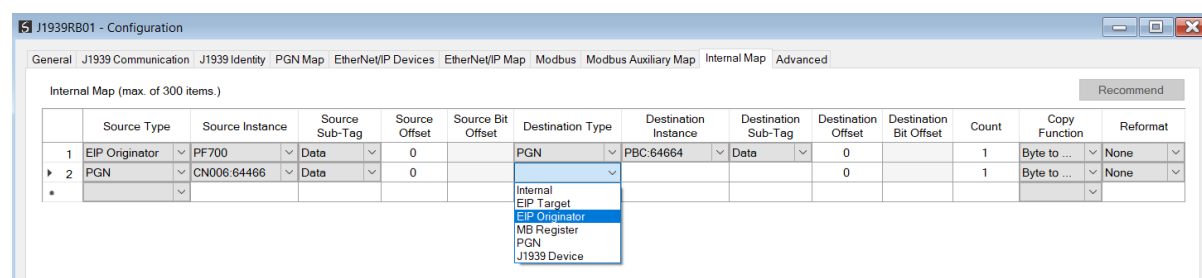 J1939RB01 - Configuration
General J1939 Communication J1939 Identity PGN Map EtherNet/IP Devices EtherNet/IP Map Modbus Modbus Auxiliary Map Internal Map Advanced
Internal Map (max. of 300 items.) Recommend
Source Type Source Instance Source Sub-Tag Source Offset Source Bit Offset Destination Type Destination Instance Destination Sub-Tag Destination Offset Destination Bit Offset Count Copy Function Reformat
1 EIP Originator PF700 Data 0 PGN PBC:64664 Data 0 1 Byte to ... None
2 PGN CN006:64466 Data 0 0 1 Byte to ... None
Internal
EIP Target
EIP Originator
MB Register
PGN
J1939 Device